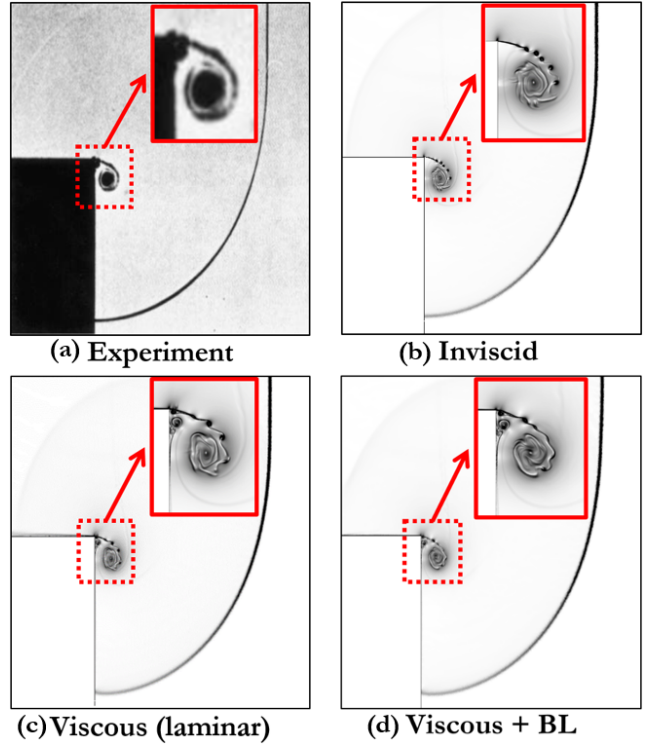 (a) Experiment
(b) Inviscid
(c) Viscous (laminar)
(d) Viscous + BL